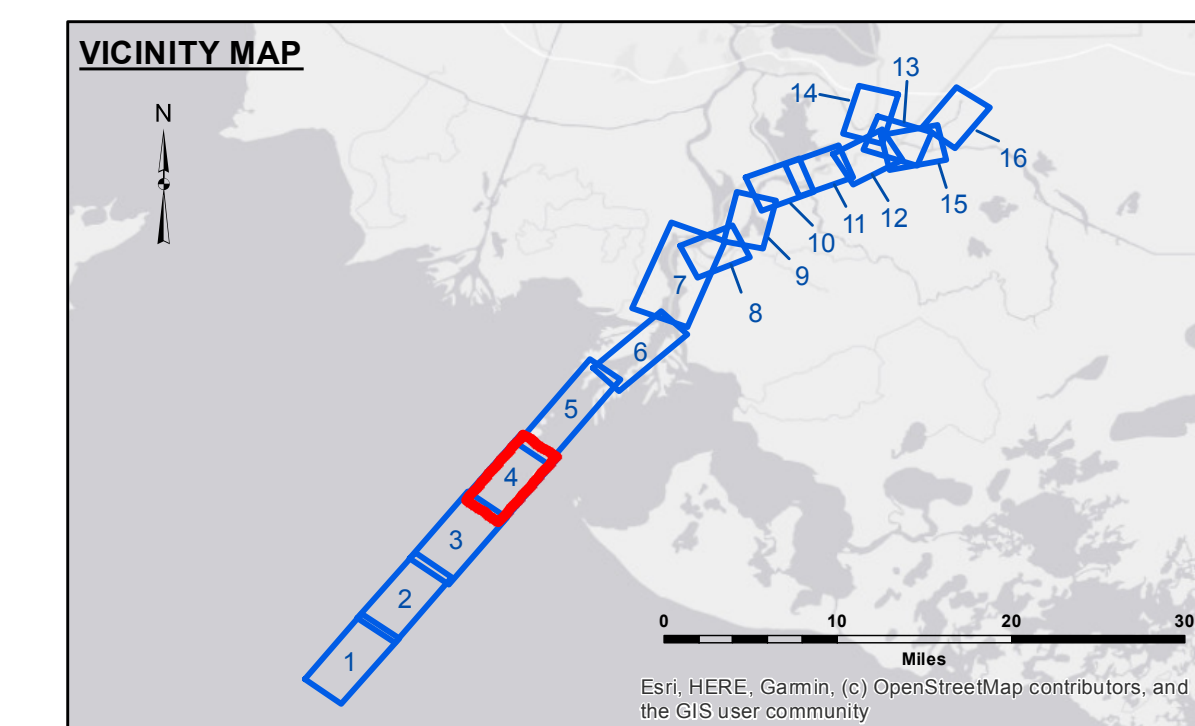 VICINITY MAP
N
13
14
16
15
12
11
10
9
8
7
6
5
4
3
2
1
0 10 20 30
Miles
Esri, HERE, Garmin, (c) OpenStreetMap contributors, and
the GIS user community